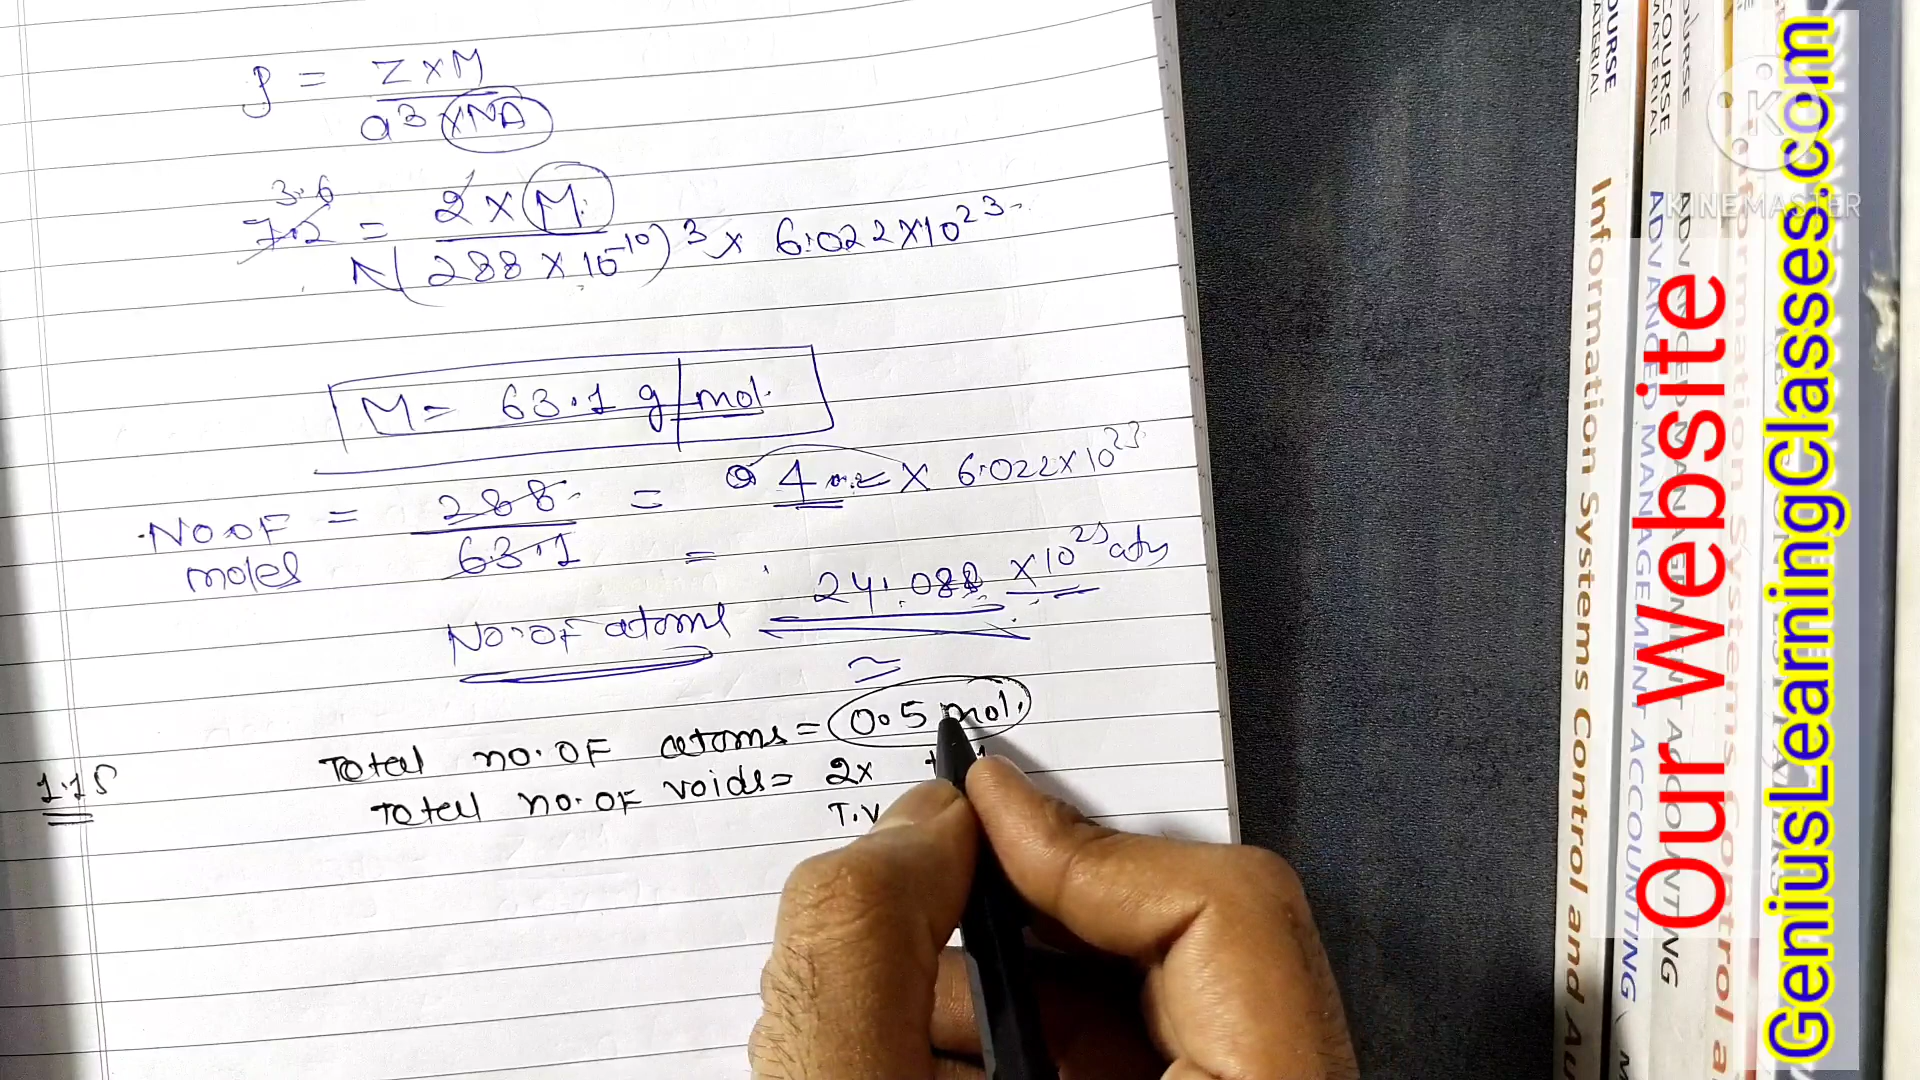 ρ = Z×M
a3 ×NA
3.6
7.2 = 2 × M
(288 × 10-10)3 × 6.022×1023
M = 63.1 g/mol.
No.OF = 288 = 4 × 6.022×1023
moles 63.1 =
24.088 ×1023
No.OF atoms
≃
Total no.OF atoms = 0.5 mol.
1.15
Total no.OF voids = 2x +
T.V
COURSE
MATERIAL
ADVANCED MANAGEMENT ACCOUNTING
Information Systems Control and
KINEMASTER
Our Website
GeniusLearningClasses.com